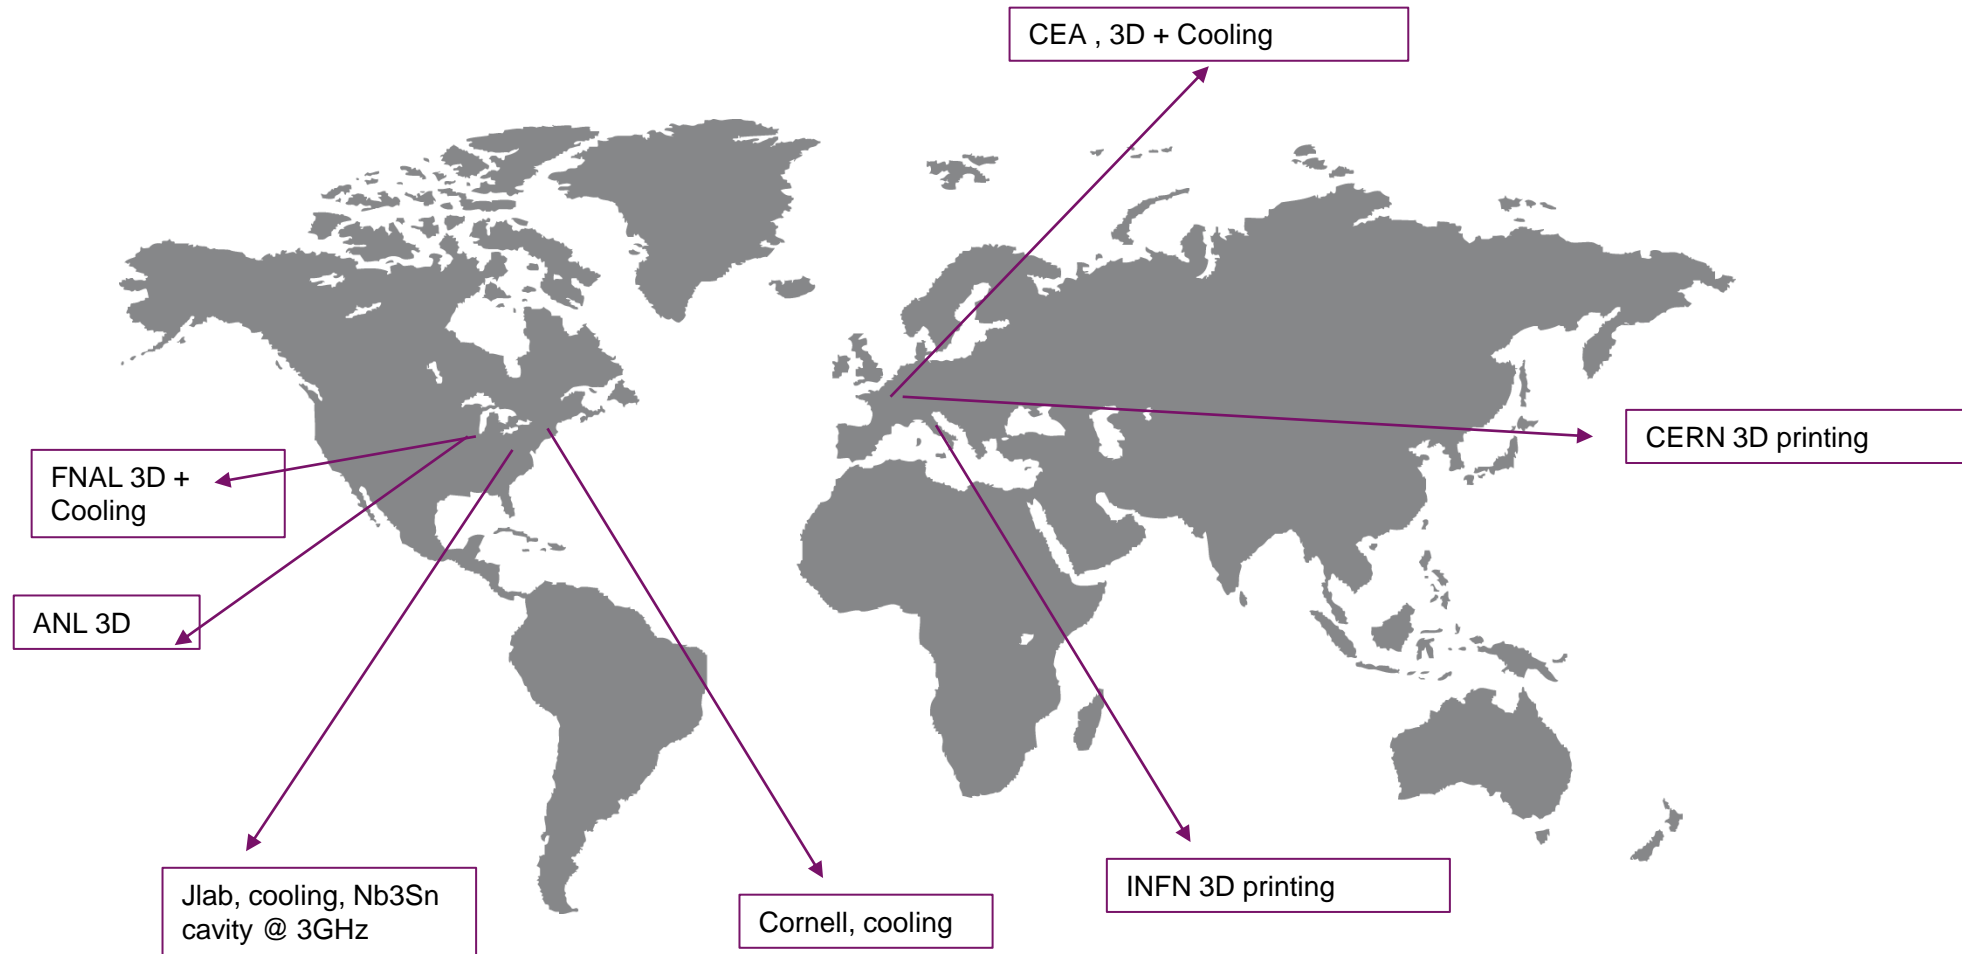 CEA , 3D + Cooling
CERN 3D printing
FNAL 3D +
Cooling
ANL 3D
Jlab, cooling, Nb3Sn
cavity @ 3GHz
Cornell, cooling
INFN 3D printing